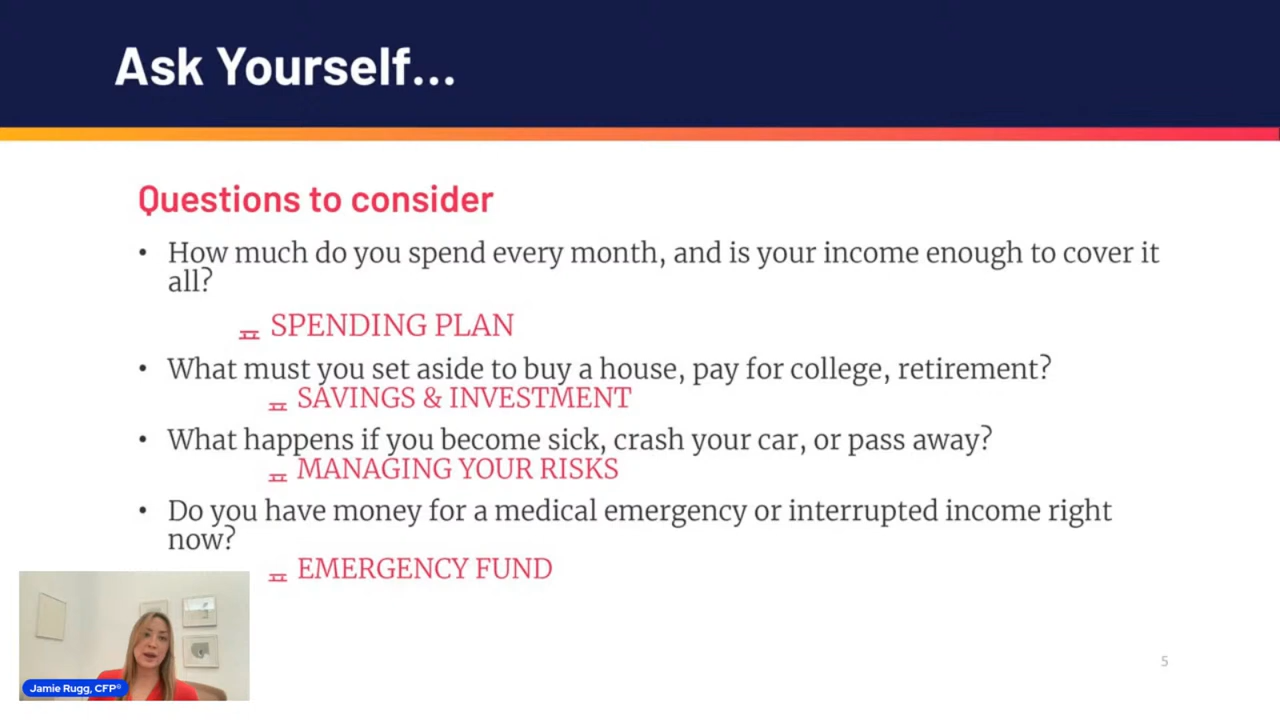 Ask Yourself...
Questions to consider
• How much do you spend every month, and is your income enough to cover it
all?
SPENDING PLAN
• What must you set aside to buy a house, pay for college, retirement?
SAVINGS & INVESTMENT
• What happens if you become sick, crash your car, or pass away?
MANAGING YOUR RISKS
• Do you have money for a medical emergency or interrupted income right
now?
EMERGENCY FUND
Jamie Rugg, CFP®
5